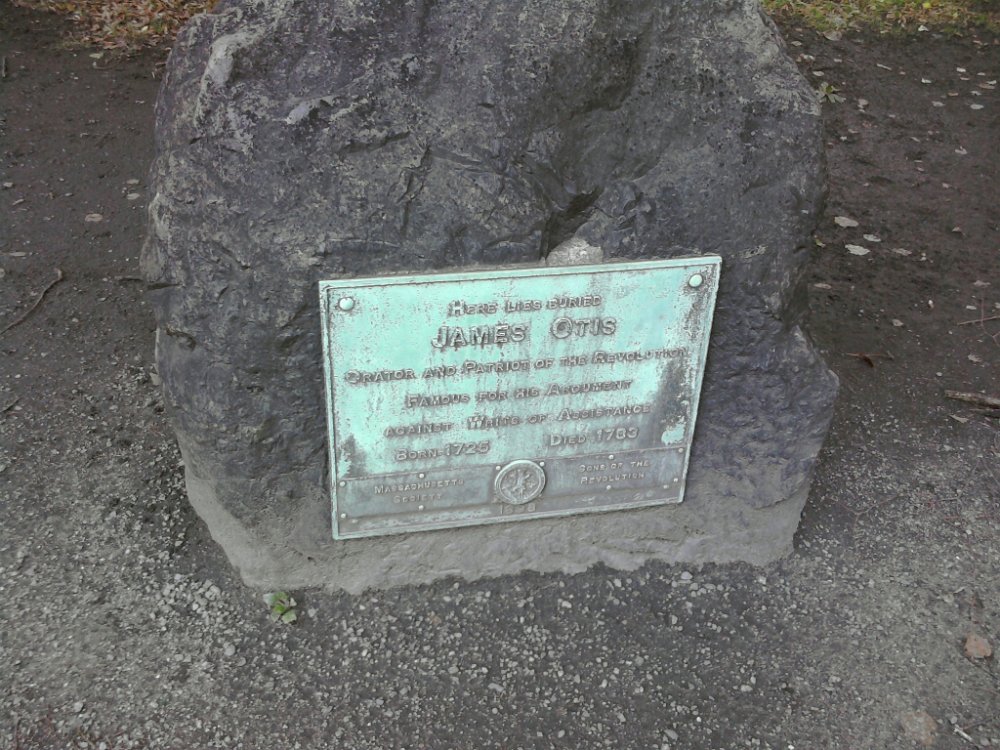 HERE LIES BURIED
JAMES OTIS
ORATOR AND PATRIOT OF THE REVOLUTION
FAMOUS FOR HIS ARGUMENT
AGAINST WRITS OF ASSISTANCE
BORN 1725 DIED 1783
MASSACHUSETTS SOCIETY
SONS OF THE REVOLUTION